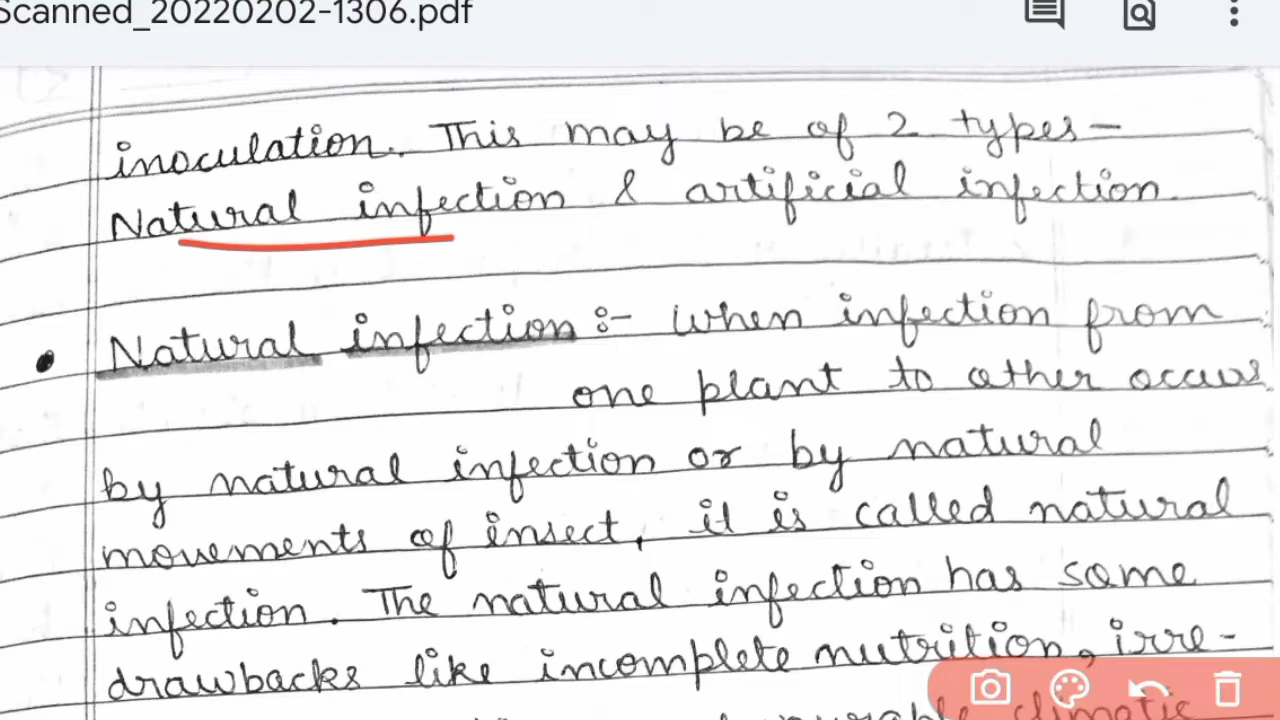 Scanned_20220202-1306.pdf
inoculation. This may be of 2 types-
Natural infection & artificial infection.
Natural infection :- when infection from
one plant to other occurs
by natural infection or by natural
movements of insect, it is called natural
infection. The natural infection has some
drawbacks like incomplete nutrition, irre-
climatic